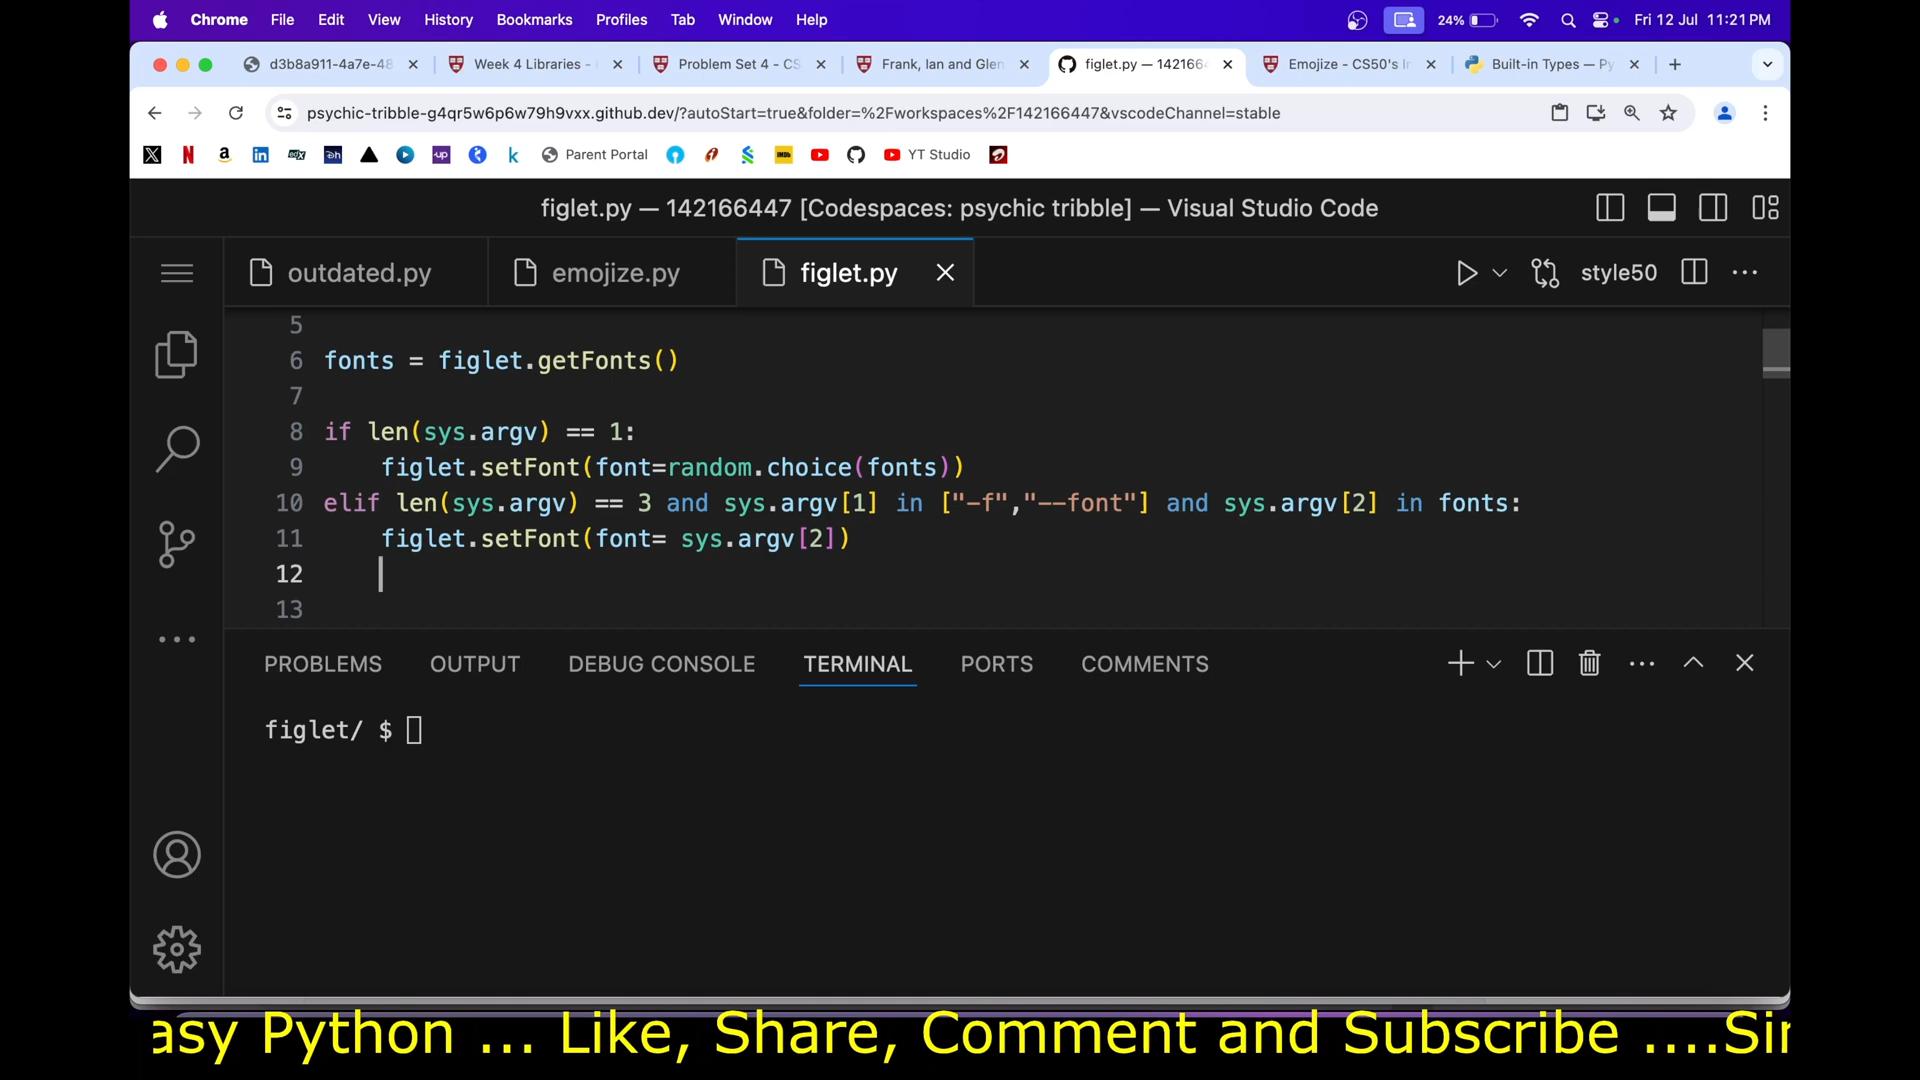 Chrome File Edit View History Bookmarks Profiles Tab Window Help 24% Fri 12 Jul 11:21 PM
d3b8a911-4a7e-48 Week 4 Libraries - Problem Set 4 - CS Frank, Ian and Glen figlet.py — 142166 Emojize - CS50's I Built-in Types — Py
psychic-tribble-g4qr5w6p6w79h9vxx.github.dev/?autoStart=true&folder=%2Fworkspaces%2F142166447&vscodeChannel=stable
Parent Portal YT Studio
figlet.py — 142166447 [Codespaces: psychic tribble] — Visual Studio Code
outdated.py emojize.py figlet.py style50
5
6 fonts = figlet.getFonts()
7
8 if len(sys.argv) == 1:
9 figlet.setFont(font=random.choice(fonts))
10 elif len(sys.argv) == 3 and sys.argv[1] in ["-f","--font"] and sys.argv[2] in fonts:
11 figlet.setFont(font= sys.argv[2])
12
13
PROBLEMS OUTPUT DEBUG CONSOLE TERMINAL PORTS COMMENTS
figlet/ $
asy Python ... Like, Share, Comment and Subscribe ....Sir